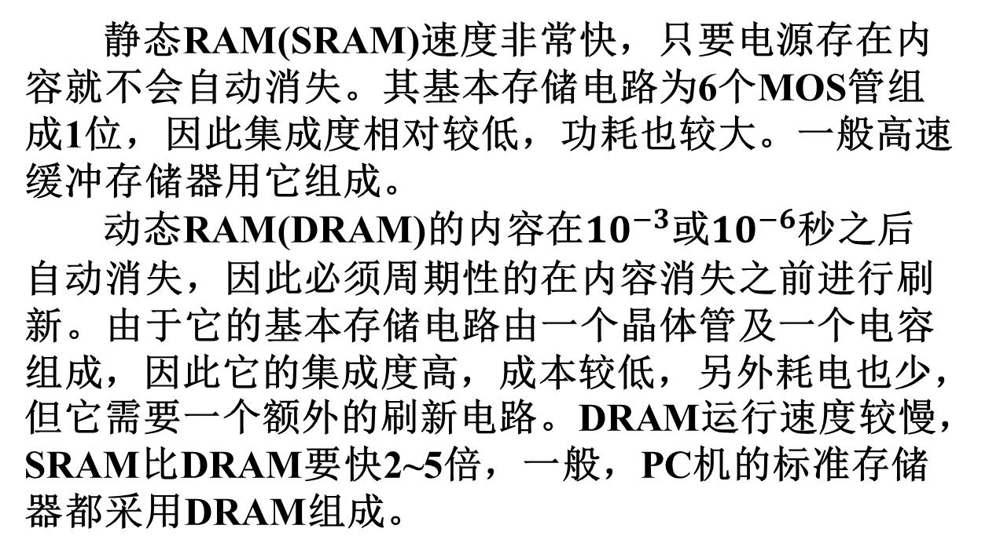 静态RAM(SRAM)速度非常快，只要电源存在内
容就不会自动消失。其基本存储电路为6个MOS管组
成1位，因此集成度相对较低，功耗也较大。一般高速
缓冲存储器用它组成。
动态RAM(DRAM)的内容在10⁻³或10⁻⁶秒之后
自动消失，因此必须周期性的在内容消失之前进行刷
新。由于它的基本存储电路由一个晶体管及一个电容
组成，因此它的集成度高，成本较低，另外耗电也少，
但它需要一个额外的刷新电路。DRAM运行速度较慢，
SRAM比DRAM要快2~5倍，一般，PC机的标准存储
器都采用DRAM组成。